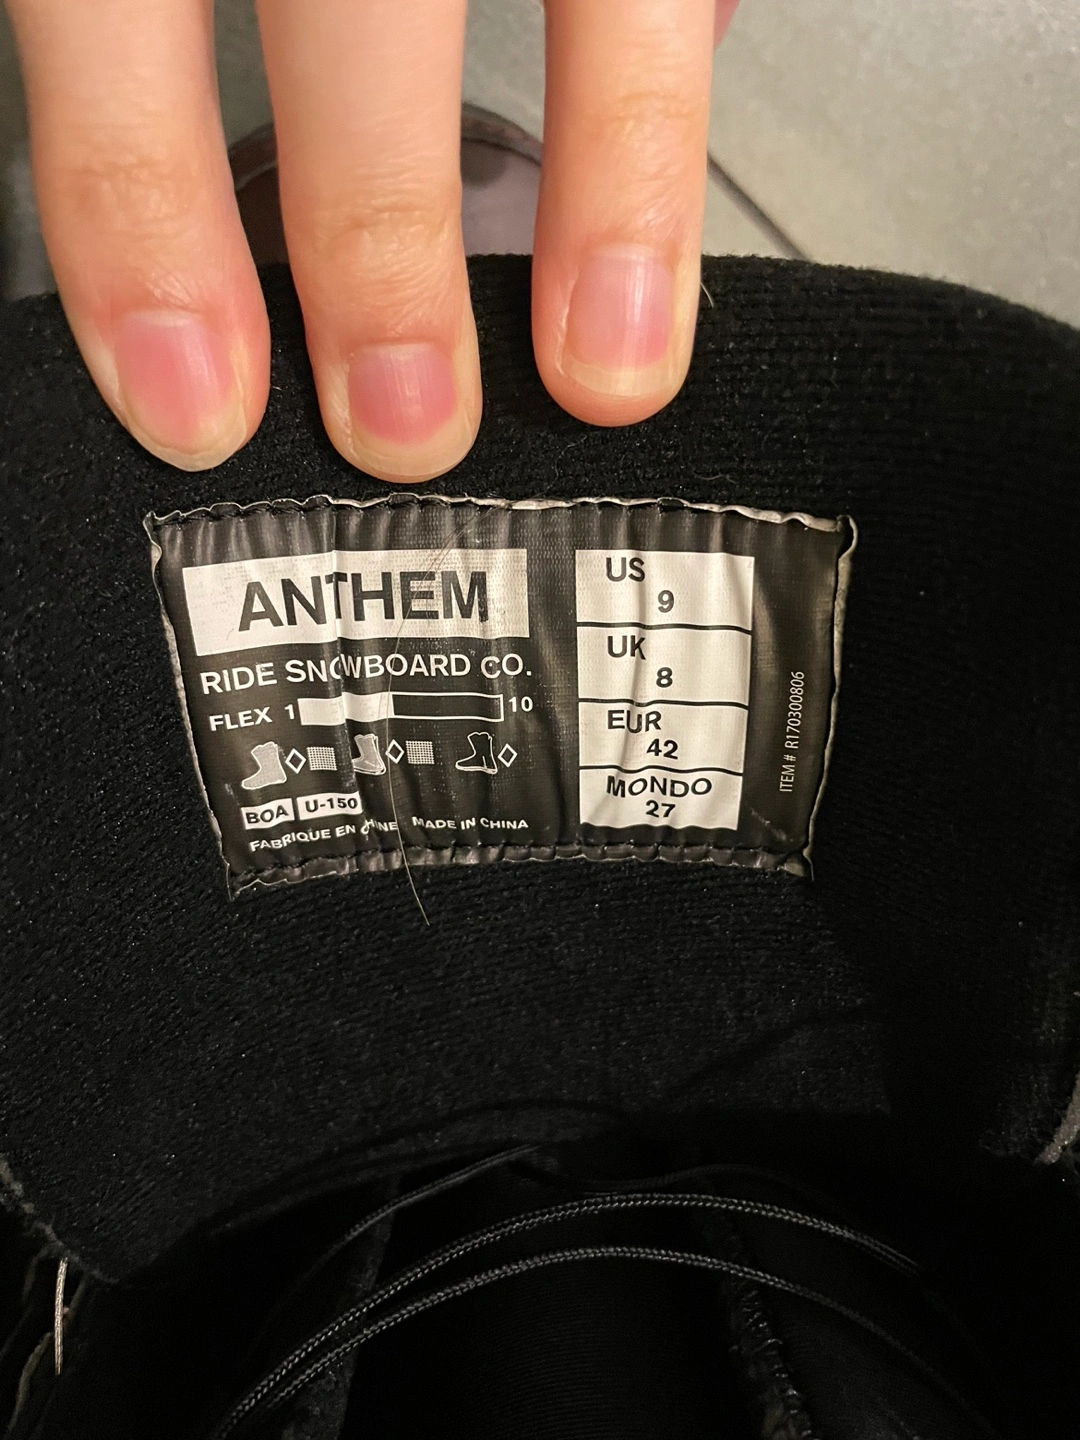 ANTHEM
RIDE SNOWBOARD CO.
FLEX 1 10
BOA U-150
FABRIQUE EN CHINE MADE IN CHINA
US
9
UK
8
EUR
42
MONDO
27
ITEM # R170300806